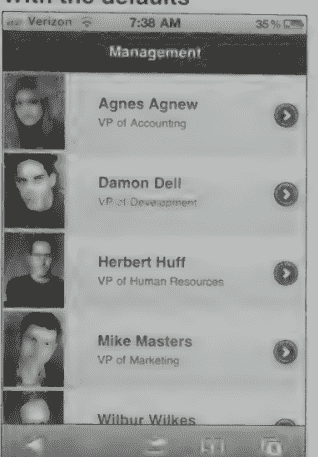 with the defaults
Verizon 7:38 AM 35%
Management
Agnes Agnew
VP of Accounting
Damon Dell
VP of Development
Herbert Huff
VP of Human Resources
Mike Masters
VP of Marketing
Wilbur Wilkes